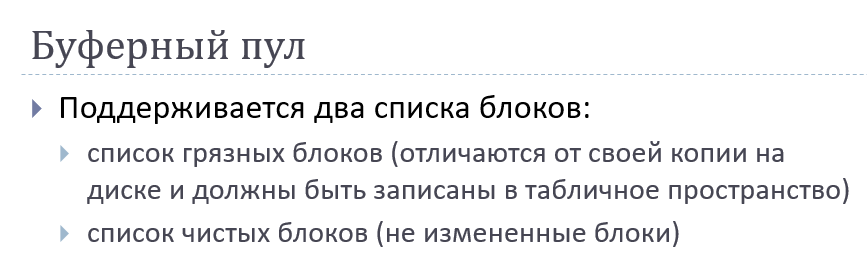 Буферный пул
Поддерживается два списка блоков:
список грязных блоков (отличаются от своей копии на
диске и должны быть записаны в табличное пространство)
список чистых блоков (не измененные блоки)